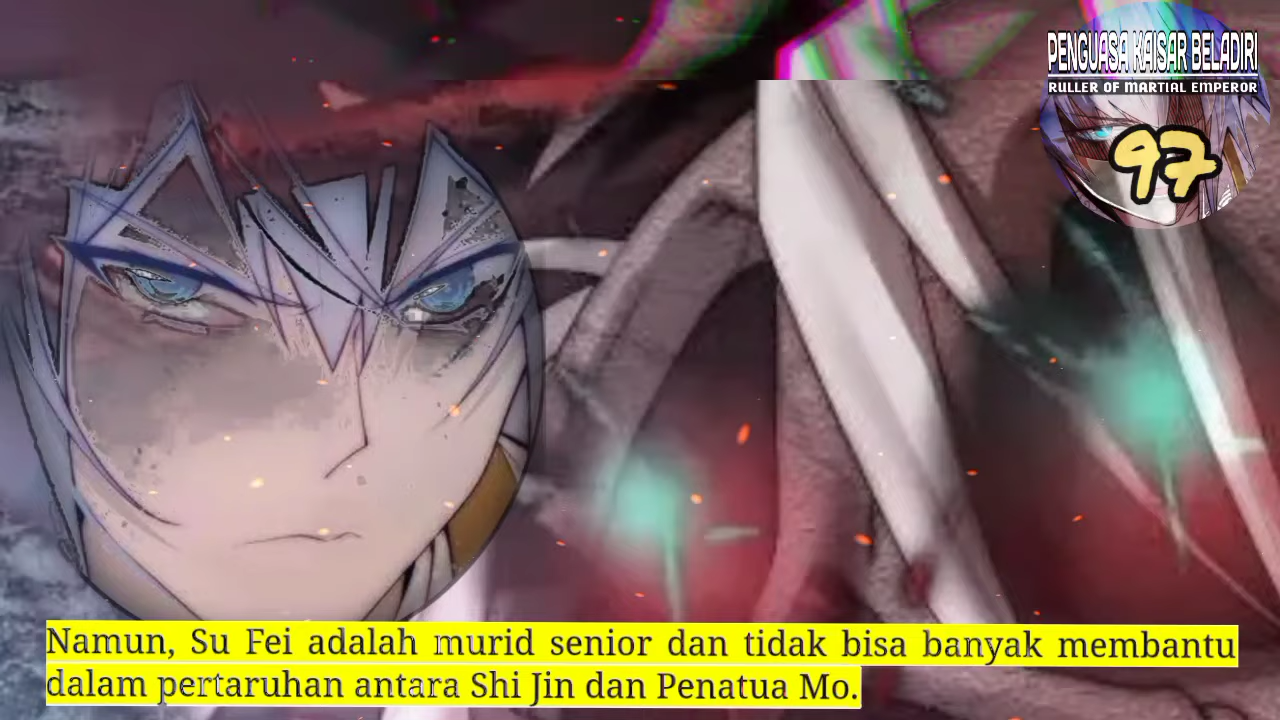 PENGUASA KAISAR BELADIRI
RULLER OF MARTIAL EMPEROR
97
Namun, Su Fei adalah murid senior dan tidak bisa banyak membantu
dalam pertaruhan antara Shi Jin dan Penatua Mo.